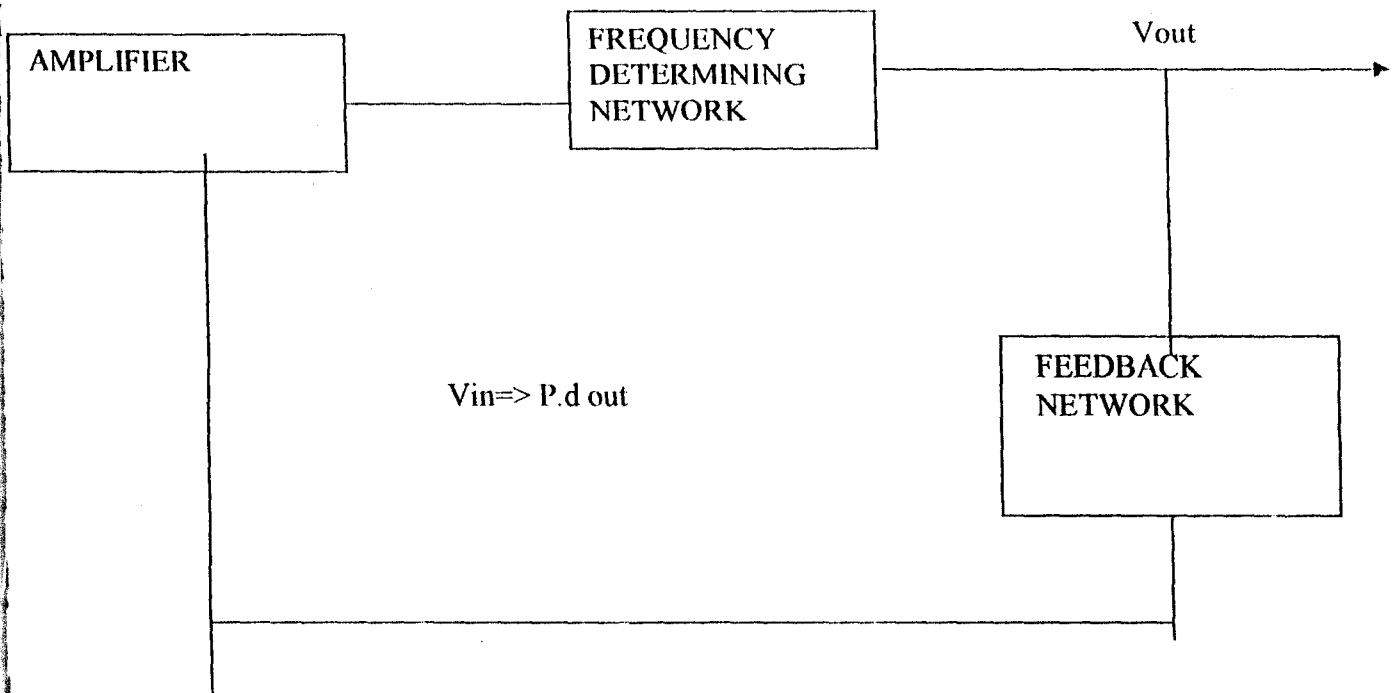 AMPLIFIER
FREQUENCY
DETERMINING
NETWORK
Vout
Vin=> P.d out
FEEDBACK
NETWORK